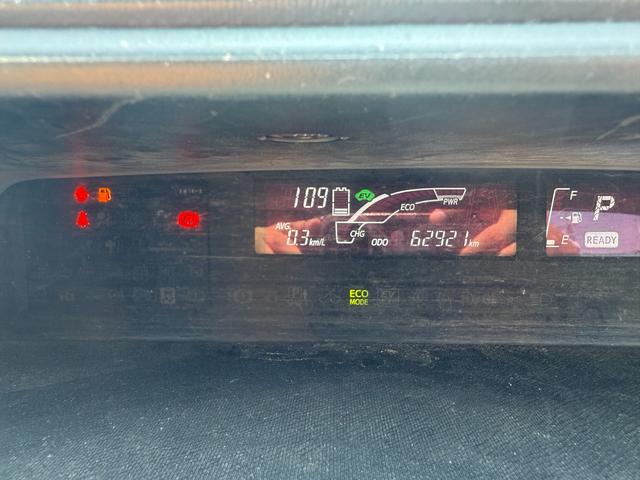 109
EV
ECO
PWR
AVG.
0.3 km/L
CHG
ODO
62921 km
F
E
P
READY
ECO
MODE